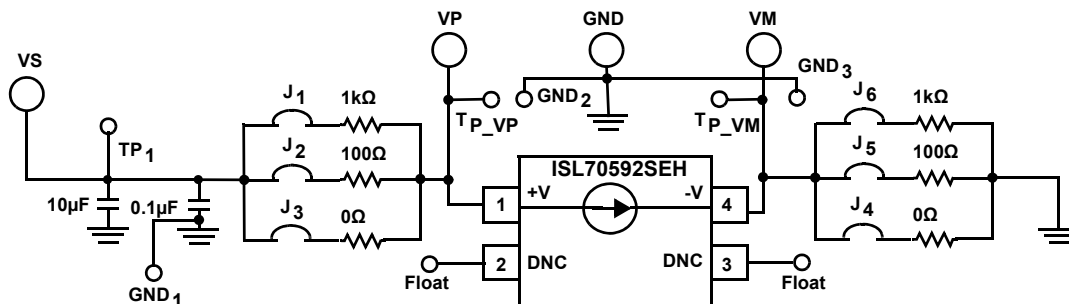 VS
VP
GND
VM
J1
1kΩ
J2
100Ω
J3
0Ω
TP1
10µF
0.1µF
GND1
TP_VP
GND2
GND3
TP_VM
ISL70592SEH
1
+V
-V
4
2
DNC
DNC
3
Float
Float
J6
1kΩ
J5
100Ω
J4
0Ω